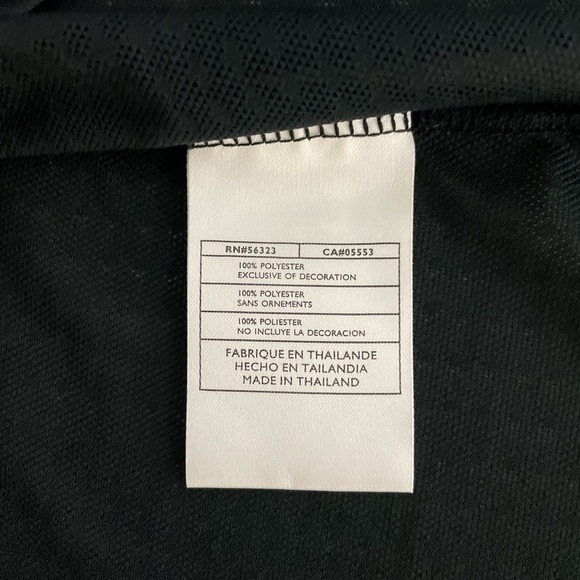 RN#56323 CA#05553
100% POLYESTER
EXCLUSIVE OF DECORATION
100% POLYESTER
SANS ORNEMENTS
100% POLIESTER
NO INCLUYE LA DECORACION
FABRIQUE EN THAILANDE
HECHO EN TAILANDIA
MADE IN THAILAND